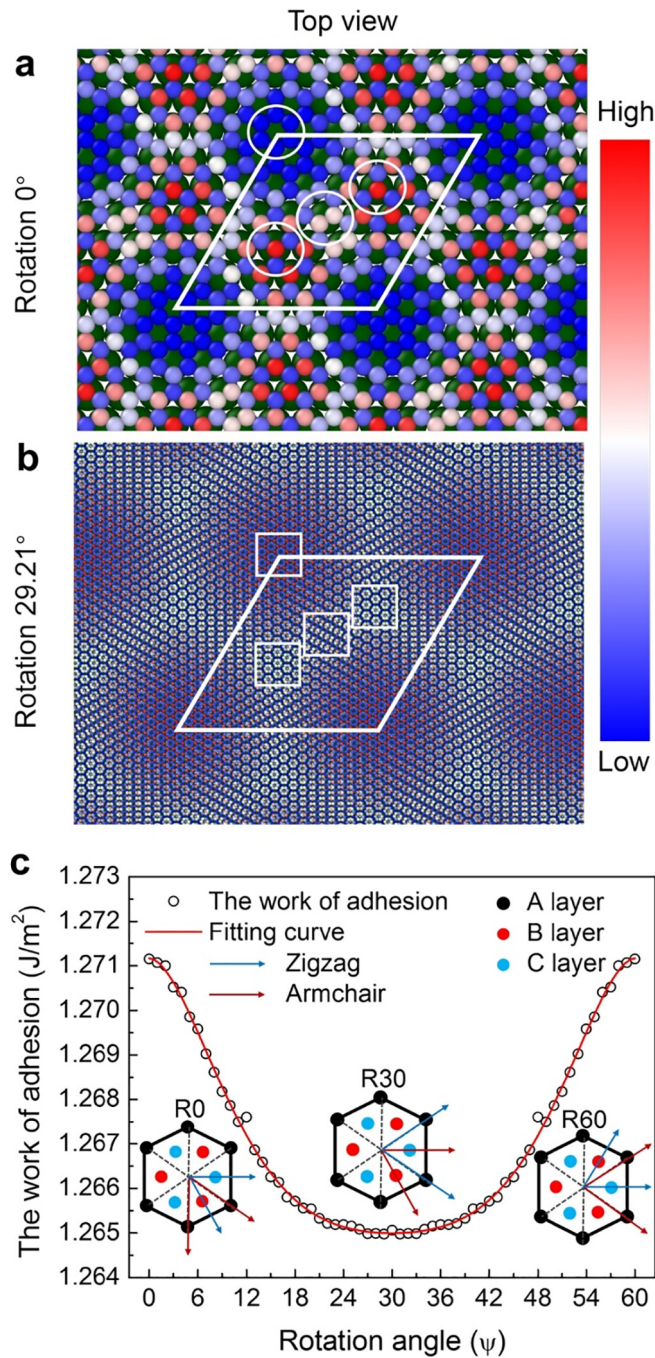 Top view
a
High
Rotation 0°
b
Rotation 29.21°
Low
c
1.273
1.272
1.271
1.270
1.269
1.268
1.267
1.266
1.265
1.264
The work of adhesion (J/m²)
The work of adhesion
Fitting curve
Zigzag
Armchair
A layer
B layer
C layer
R0
R30
R60
0 6 12 18 24 30 36 42 48 54 60
Rotation angle (ψ)